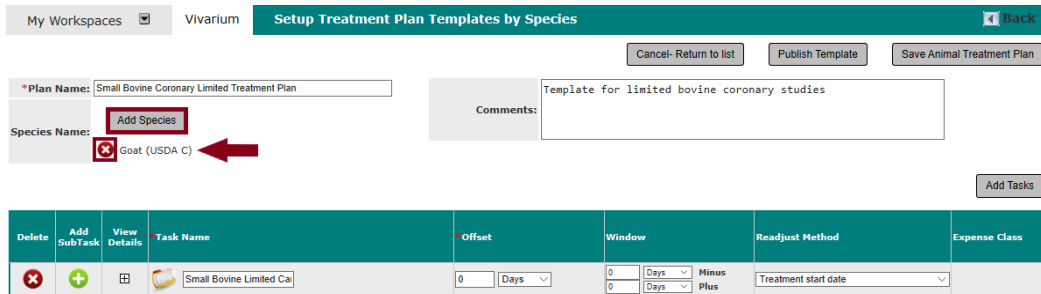 My Workspaces Vivarium Setup Treatment Plan Templates by Species Back
Cancel- Return to list Publish Template Save Animal Treatment Plan
*Plan Name: Small Bovine Coronary Limited Treatment Plan
Comments: Template for limited bovine coronary studies
Species Name: Add Species
Goat (USDA C)
Add Tasks
Delete Add SubTask View Details *Task Name *Offset Window Readjust Method Expense Class
Small Bovine Limited Cai 0 Days 0 Days Minus Treatment start date
0 Days Plus